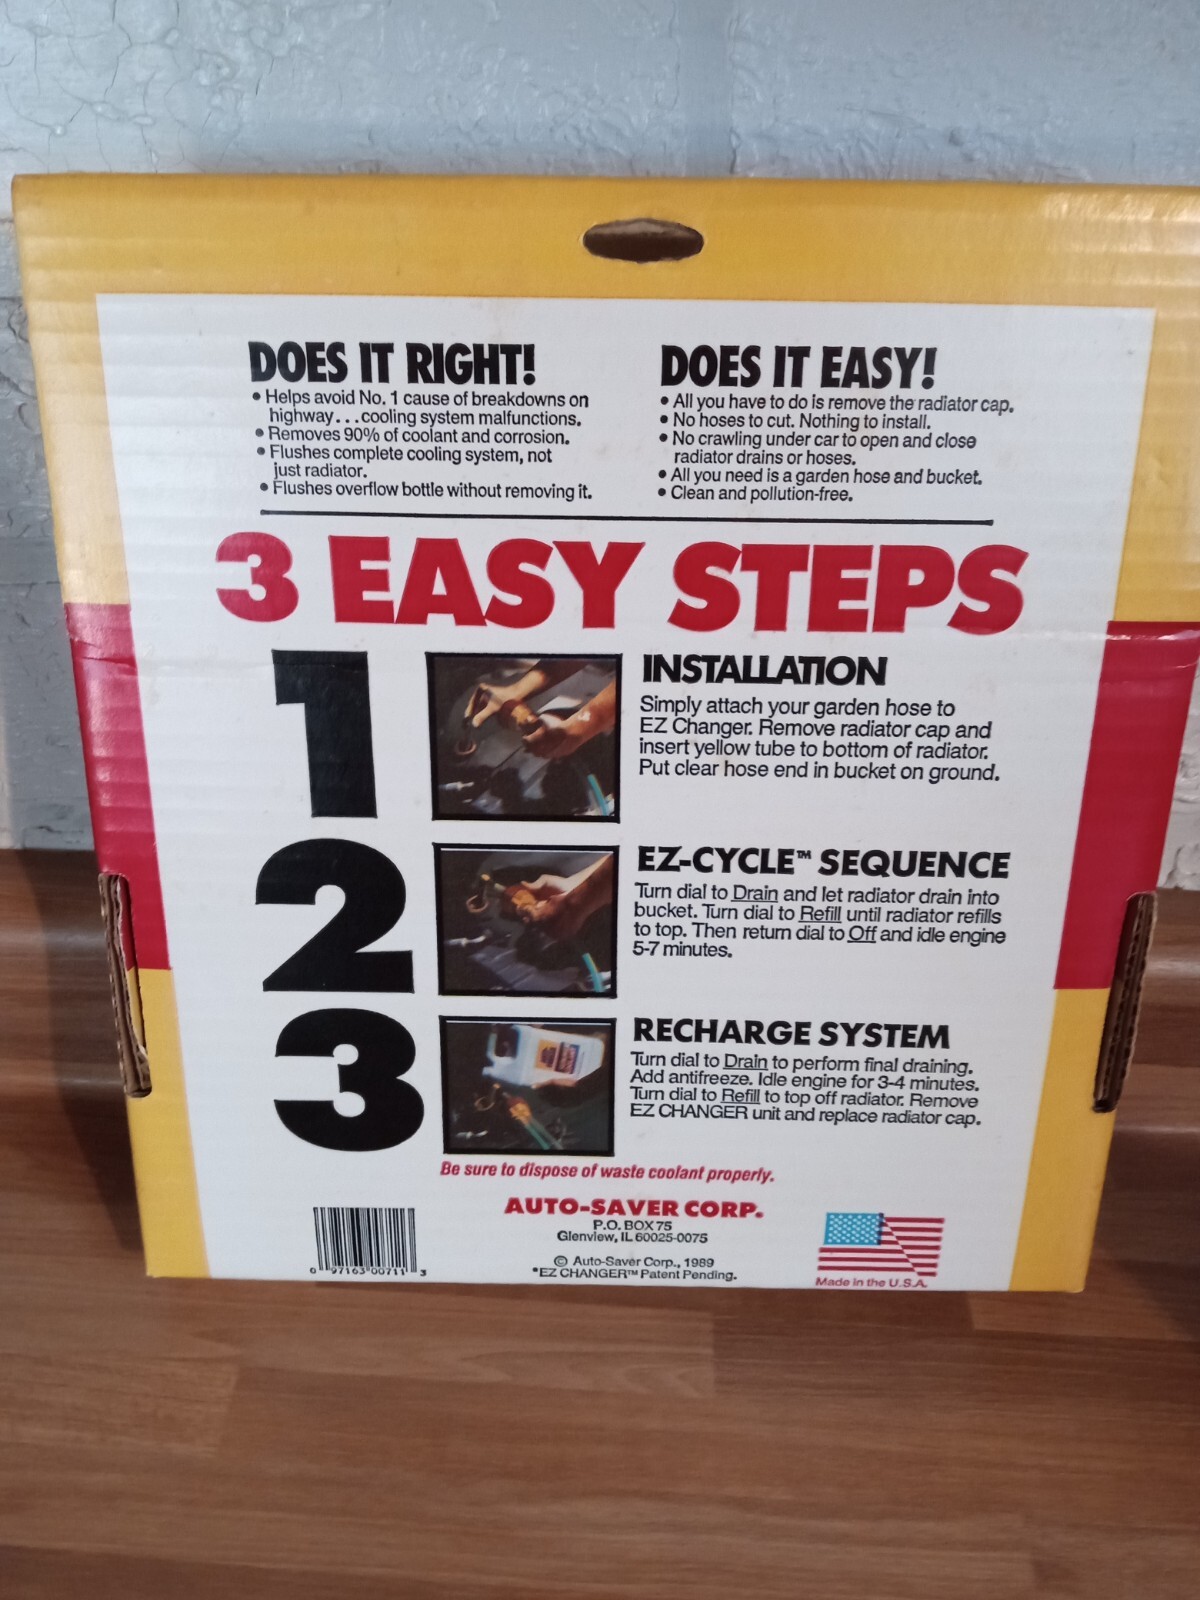 DOES IT RIGHT!
• Helps avoid No. 1 cause of breakdowns on
highway...cooling system malfunctions.
• Removes 90% of coolant and corrosion.
• Flushes complete cooling system, not
just radiator.
• Flushes overflow bottle without removing it.
DOES IT EASY!
• All you have to do is remove the radiator cap.
• No hoses to cut. Nothing to install.
• No crawling under car to open and close
radiator drains or hoses.
• All you need is a garden hose and bucket.
• Clean and pollution-free.
3 EASY STEPS
1
INSTALLATION
Simply attach your garden hose to
EZ Changer. Remove radiator cap and
insert yellow tube to bottom of radiator.
Put clear hose end in bucket on ground.
2
EZ-CYCLE™ SEQUENCE
Turn dial to Drain and let radiator drain into
bucket. Turn dial to Refill until radiator refills
to top. Then return dial to Off and idle engine
5-7 minutes.
3
RECHARGE SYSTEM
Turn dial to Drain to perform final draining.
Add antifreeze. Idle engine for 3-4 minutes.
Turn dial to Refill to top off radiator. Remove
EZ CHANGER unit and replace radiator cap.
Be sure to dispose of waste coolant properly.
AUTO-SAVER CORP.
P.O. BOX 75
Glenview, IL 60025-0075
© Auto-Saver Corp., 1989
*EZ CHANGER™ Patent Pending.
0 97163 00711 3
Made in the U.S.A.